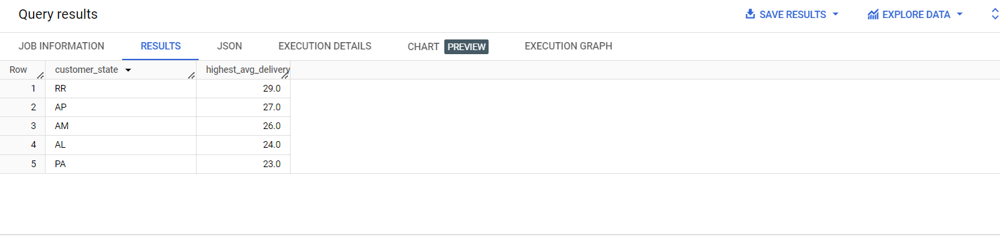 Query results
SAVE RESULTS
EXPLORE DATA
JOB INFORMATION RESULTS JSON EXECUTION DETAILS CHART PREVIEW EXECUTION GRAPH
Row customer_state highest_avg_delivery
1 RR 29.0
2 AP 27.0
3 AM 26.0
4 AL 24.0
5 PA 23.0